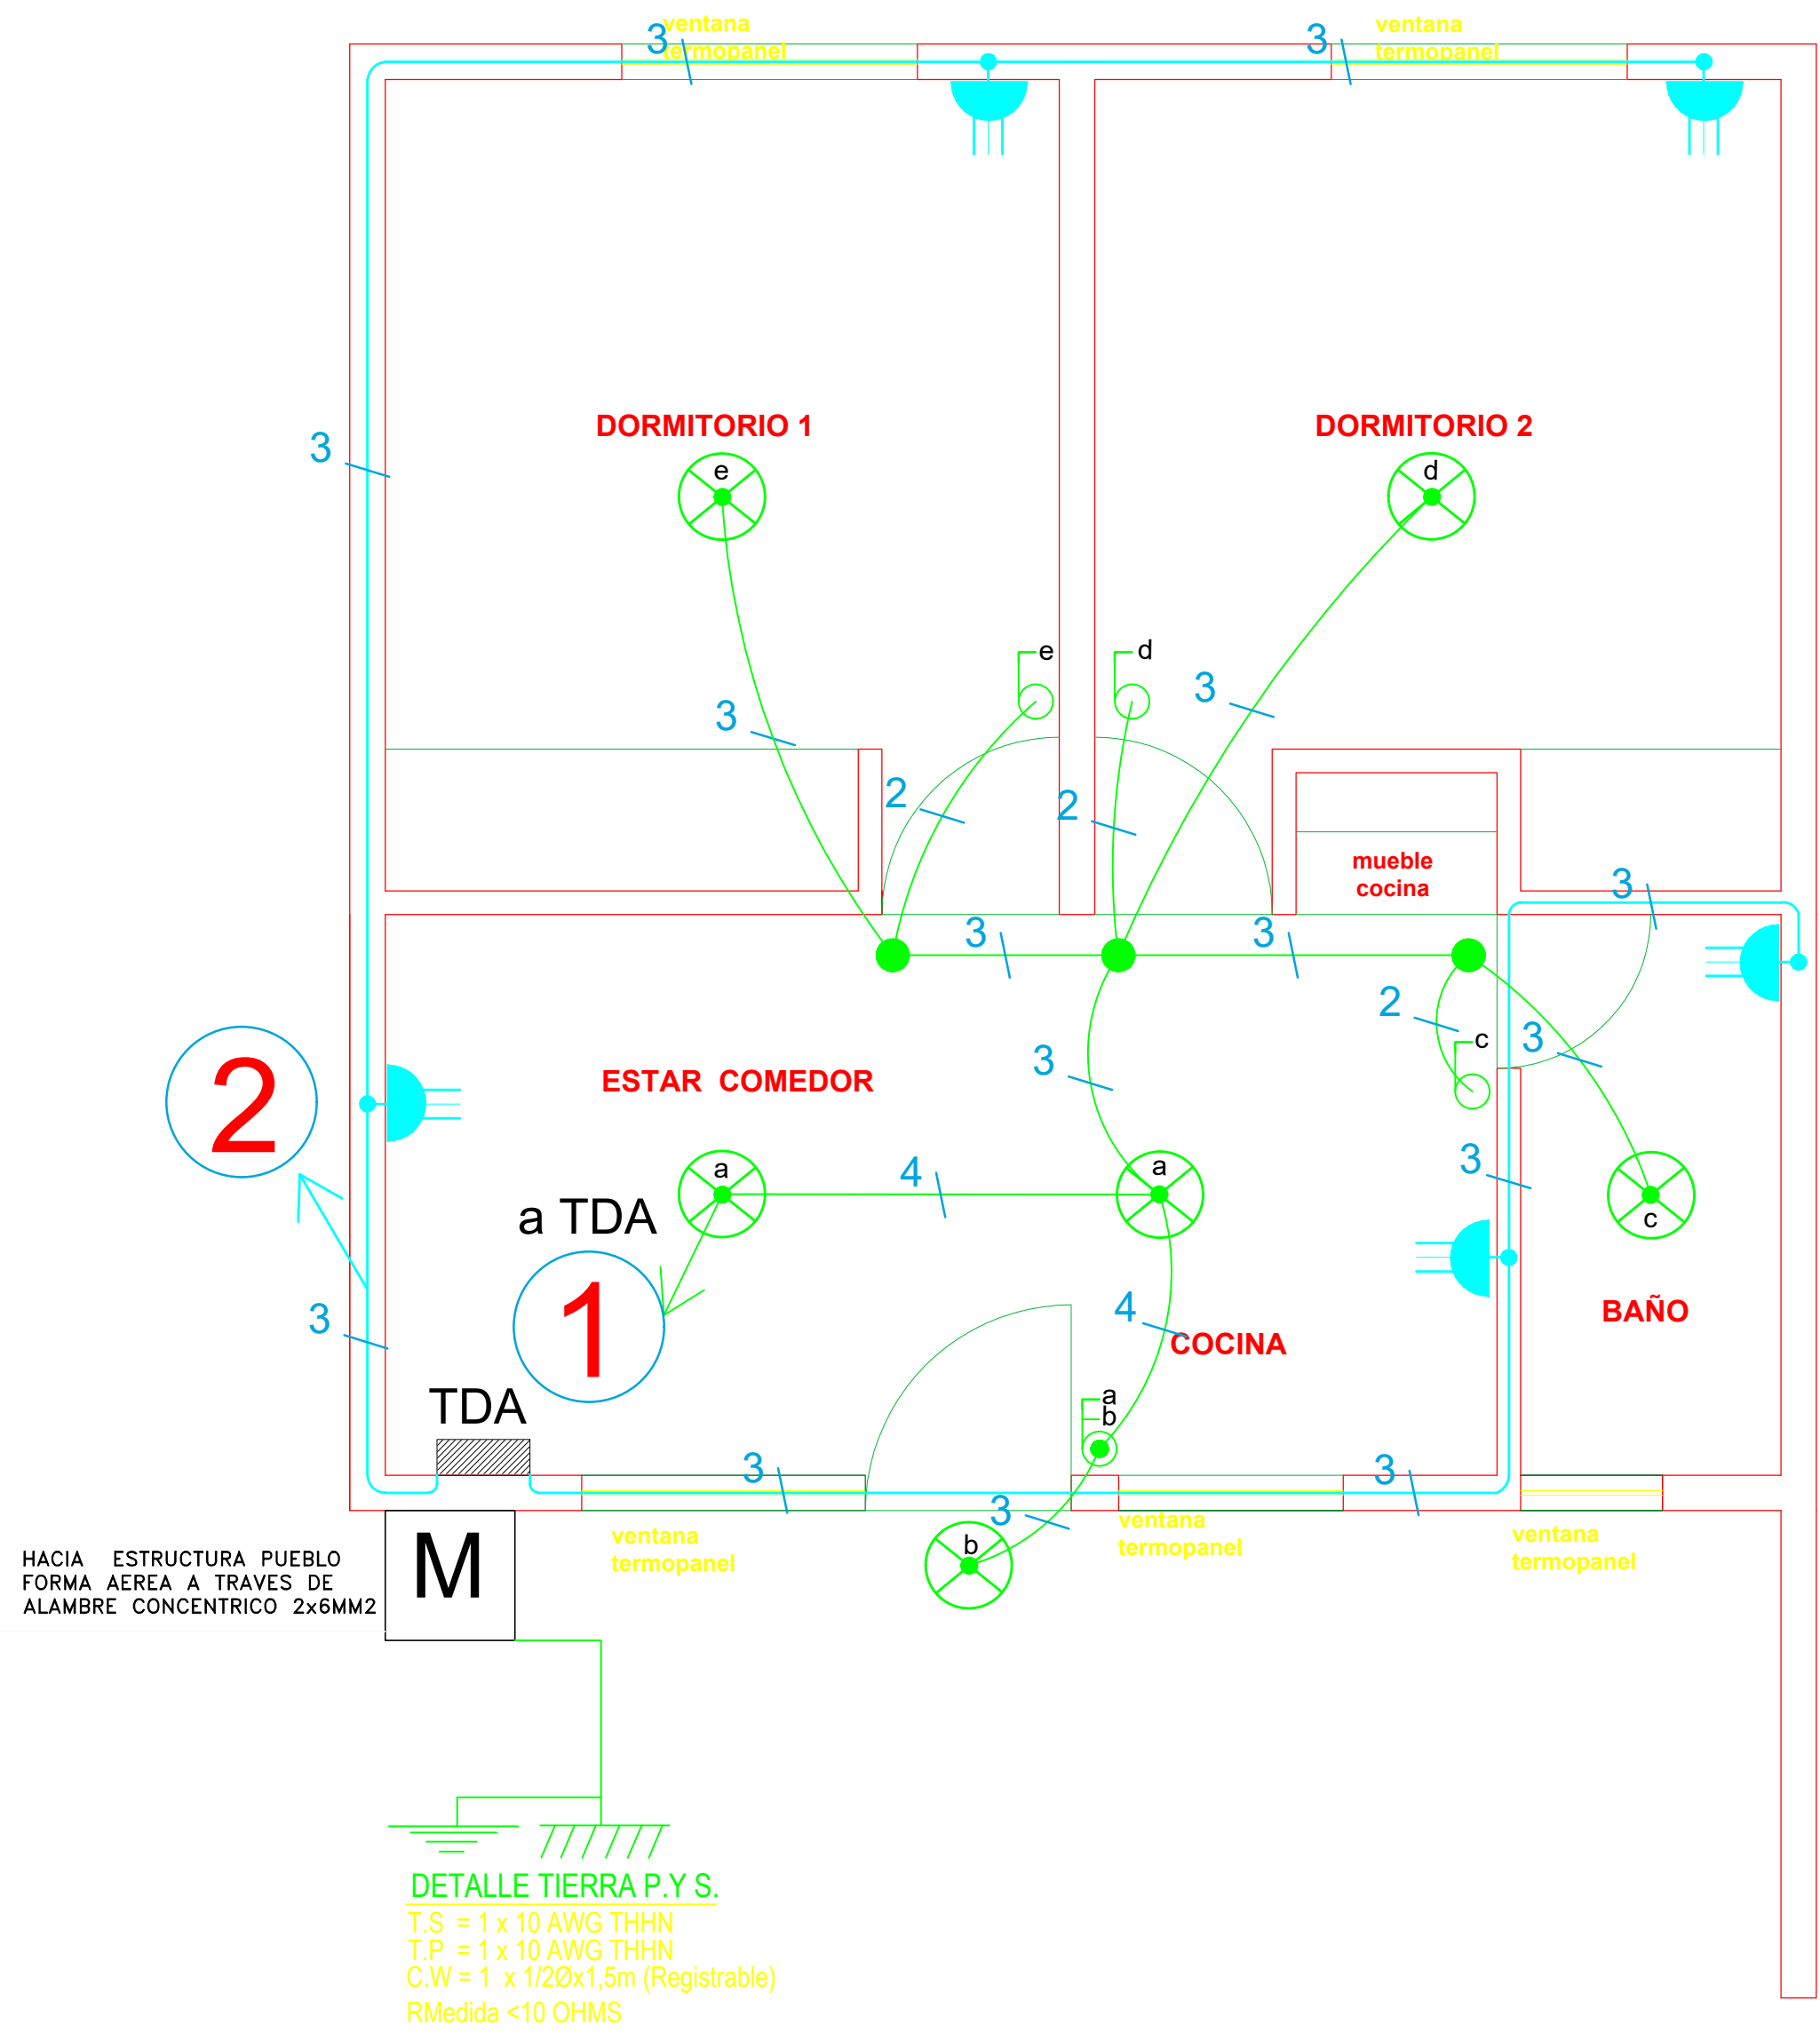 ventana
termopanel
ventana
termopanel
3
3
DORMITORIO 1
DORMITORIO 2
3
e
d
e
d
3
3
2
2
mueble
cocina
3
3
3
2
3
c
3
ESTAR COMEDOR
2
3
a
4
a
a TDA
c
1
3
4
BAÑO
COCINA
TDA
a
b
3
3
3
ventana
termopanel
b
ventana
termopanel
ventana
termopanel
M
HACIA ESTRUCTURA PUEBLO
FORMA AEREA A TRAVES DE
ALAMBRE CONCENTRICO 2x6MM2
DETALLE TIERRA P.Y S.
T.S = 1 x 10 AWG THHN
T.P = 1 x 10 AWG THHN
C.W = 1 x 1/2Øx1,5m (Registrable)
RMedida <10 OHMS